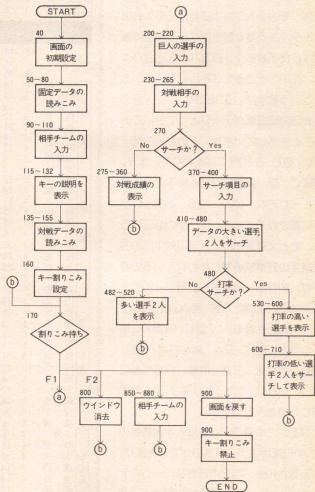 START
40
画面の
初期設定
50~80
固定データの
読みこみ
90~110
相手チームの
入力
115~132
キーの説明を
表示
135~155
対戦データの
読みこみ
160
キー割りこみ
設定
b
170
割りこみ待ち
F1
F2
a
a
200~220
巨人の選手の
入力
230~265
対戦相手の
入力
270
サーチか?
No
Yes
275~360
対戦成績の
表示
b
370~400
サーチ項目の
入力
410~480
データの大きい選手
2人をサーチ
480
打率
サーチか?
No
Yes
482~520
多い選手2人
を表示
b
530~600
打率の高い
選手を表示
600~710
打率の低い選
手2人をサー
チして表示
b
800
ウインドウ
消去
b
850~880
相手チームの
入力
b
900
画面を戻す
900
キー割りこみ
禁止
END